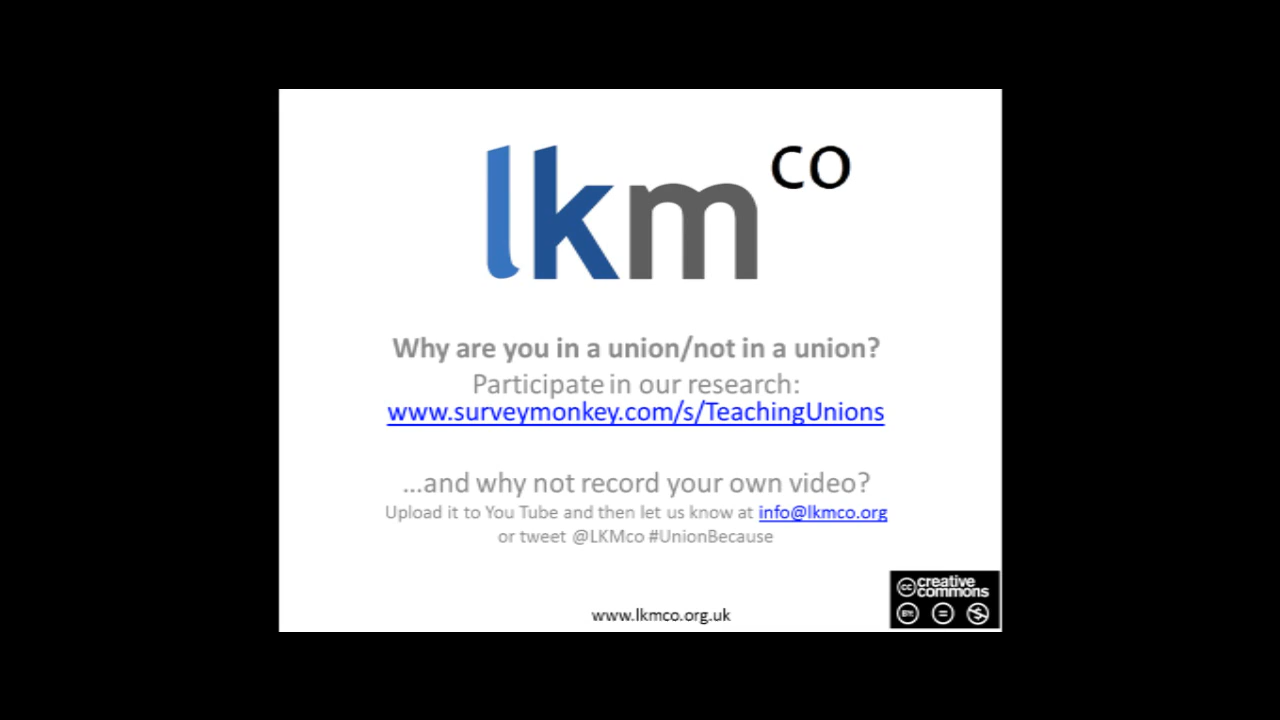 lkm co
Why are you in a union/not in a union?
Participate in our research:
www.surveymonkey.com/s/TeachingUnions
...and why not record your own video?
Upload it to You Tube and then let us know at info@lkmco.org
or tweet @LKMco #UnionBecause
cc creative
commons
BY: = $
www.lkmco.org.uk